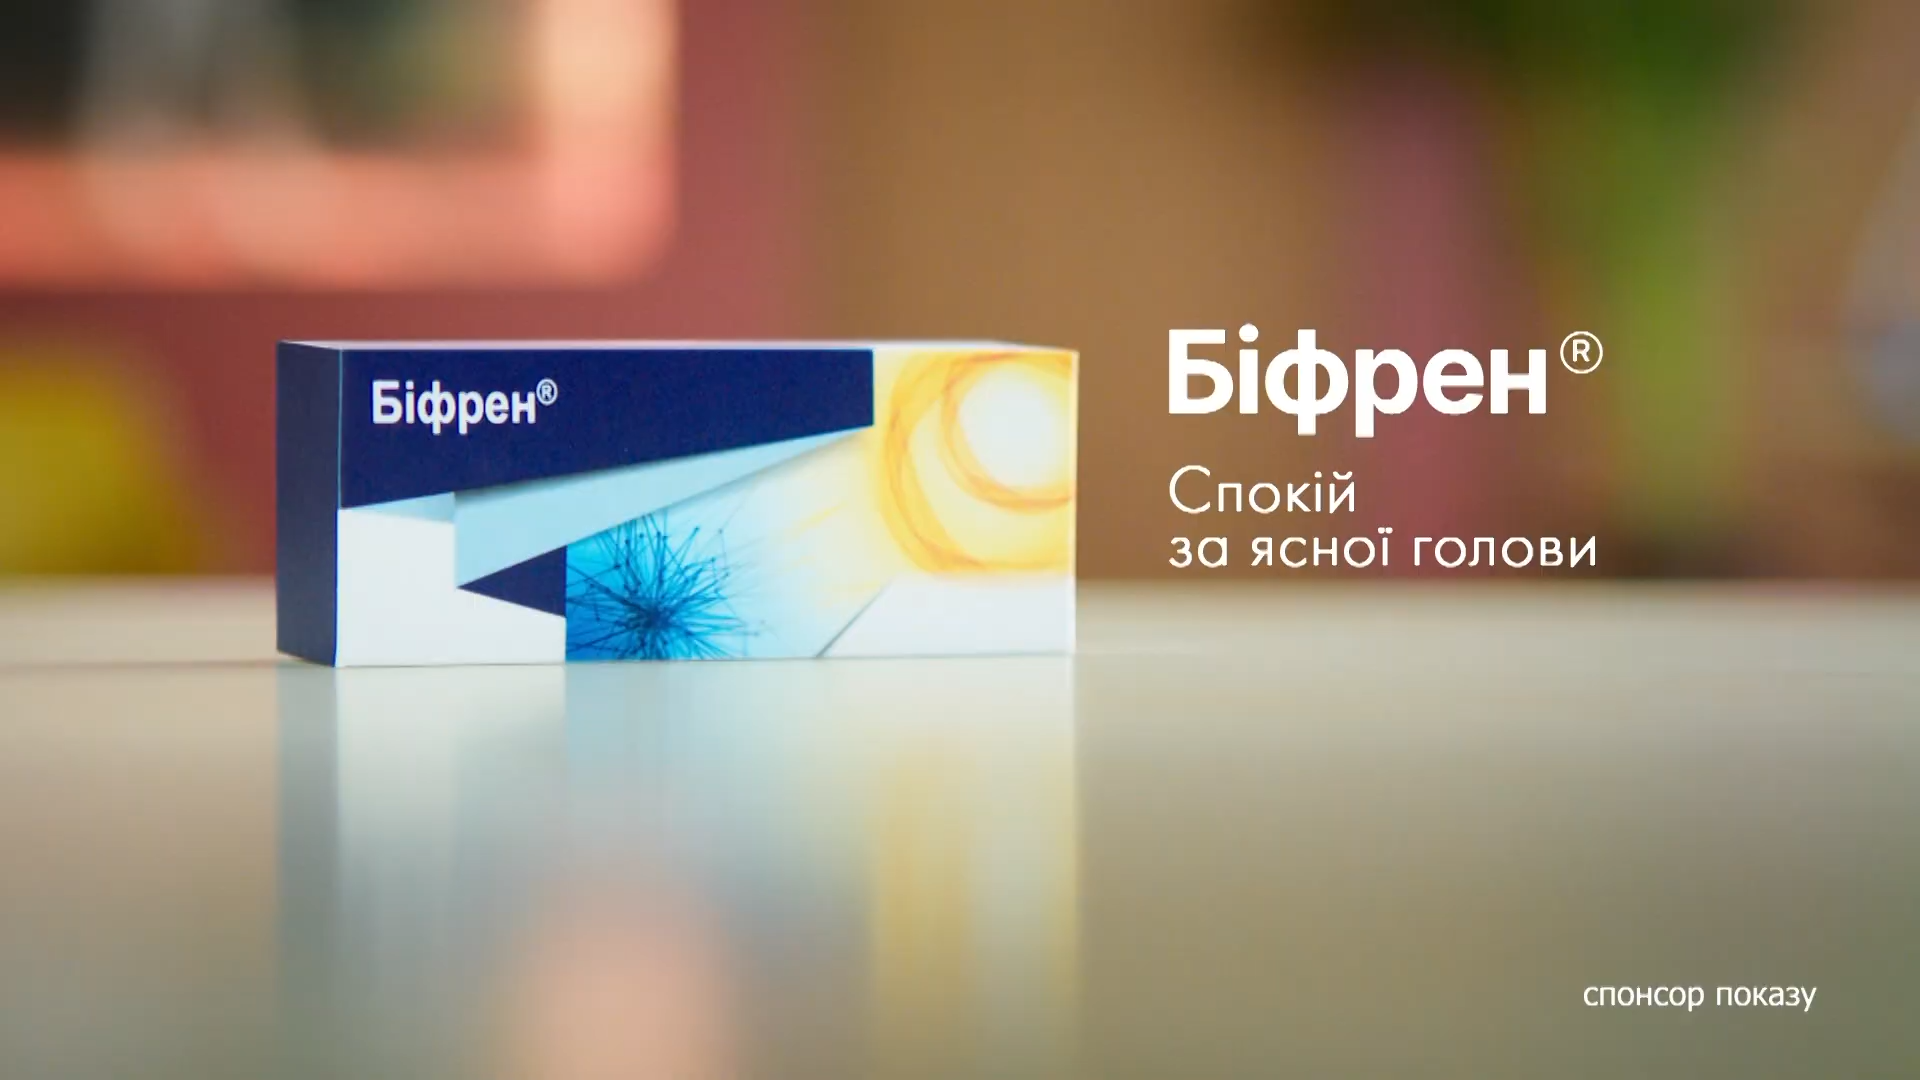 Біфрен®
Біфрен®
Спокій
за ясної голови
спонсор показу